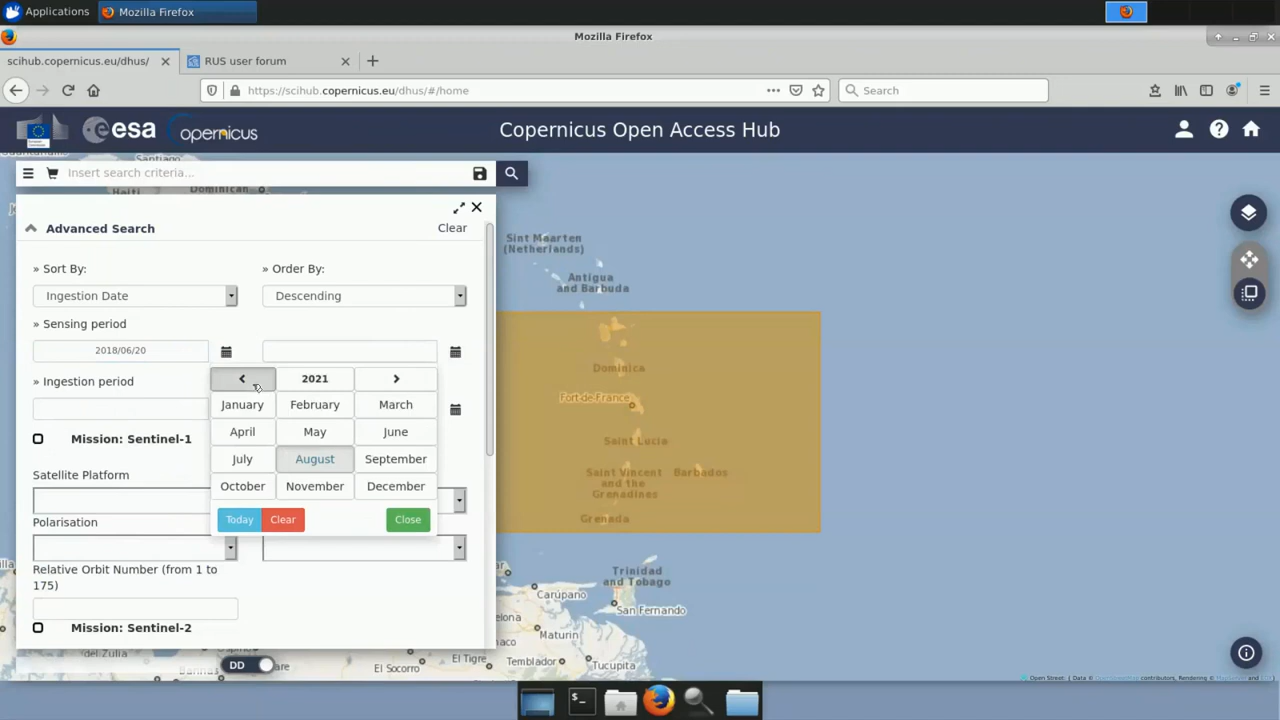 Applications Mozilla Firefox
Mozilla Firefox
scihub.copernicus.eu/dhus/ RUS user forum
https://scihub.copernicus.eu/dhus/#/home Search
esa opernicus Copernicus Open Access Hub
Santiago
Insert search criteria...
Haiti Dominican
Advanced Search Clear
» Sort By: » Order By:
Ingestion Date Descending
» Sensing period
2018/06/20
» Ingestion period
2021
January February March
April May June
July August September
October November December
Today Clear Close
Mission: Sentinel-1
Satellite Platform
Polarisation
Relative Orbit Number (from 1 to
175)
Mission: Sentinel-2
DD
Sint Maarten
(Netherlands)
Antigua
and Barbuda
Dominica
Fort-de-France
Saint Lucia
Saint Vincent
and the
Grenadines
Barbados
Grenada
Trinidad
and Tobago
Carúpano
San Fernando
Maturin
El Tigre
Temblador
Tucupita
El Socorro